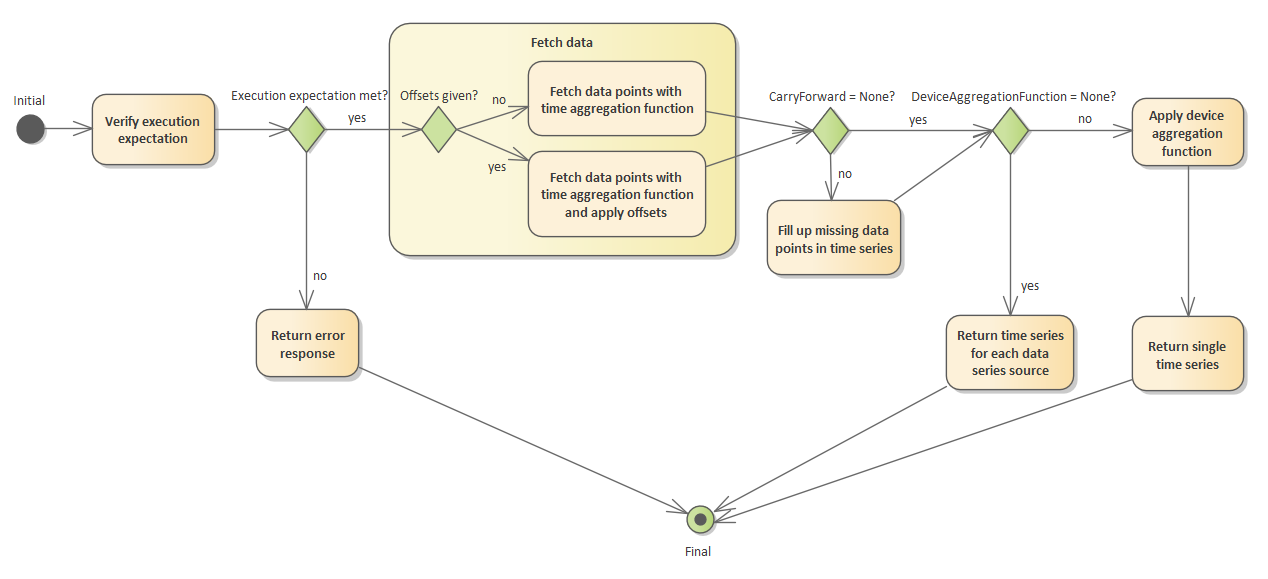 Fetch data
Initial
Verify execution
expectation
Execution expectation met?
yes
no
Offsets given?
no
yes
Fetch data points with
time aggregation function
Fetch data points with
time aggregation function
and apply offsets
CarryForward = None?
yes
no
Fill up missing data
points in time series
DeviceAggregationFunction = None?
no
yes
Apply device
aggregation
function
Return error
response
Return time series
for each data
series source
Return single
time series
Final